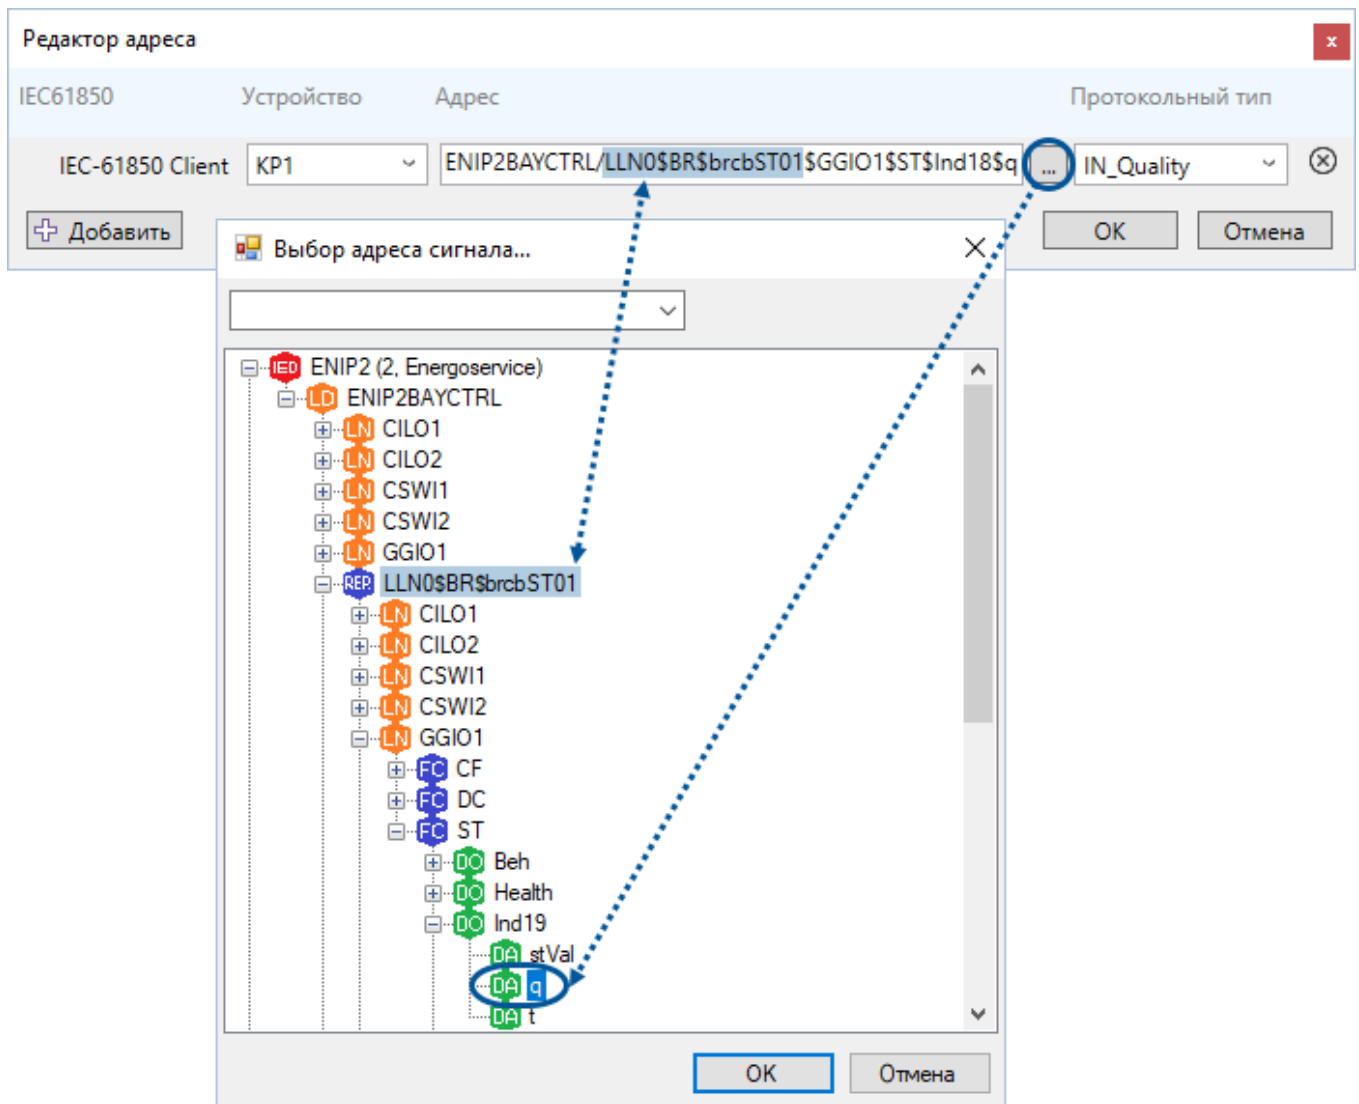 Редактор адреса
x
IEC61850 Устройство Адрес Протокольный тип
IEC-61850 Client KP1 ENIP2BAYCTRL/LLN0$BR$brcbST01$GGIO1$ST$Ind18$q ... IN_Quality
Добавить OK Отмена
Выбор адреса сигнала...
IED ENIP2 (2, Energoservice)
LD ENIP2BAYCTRL
LN CILO1
LN CILO2
LN CSWI1
LN CSWI2
LN GGIO1
REP. LLN0$BR$brcbST01
LN CILO1
LN CILO2
LN CSWI1
LN CSWI2
LN GGIO1
FC CF
FC DC
FC ST
DO Beh
DO Health
DO Ind19
DA stVal
DA q
DA t
OK Отмена